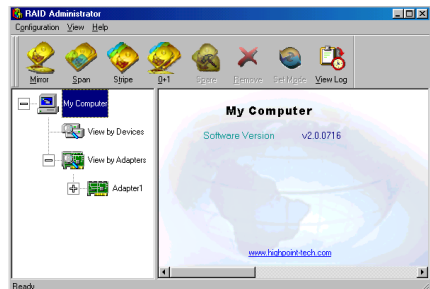 RAID Administrator
Configuration View Help
Mirror Span Stripe 0+1 Spare Remove Set Mode View Log
My Computer
View by Devices
View by Adapters
Adapter1
My Computer
Software Version v2.0.0716
www.highpoint-tech.com
Ready